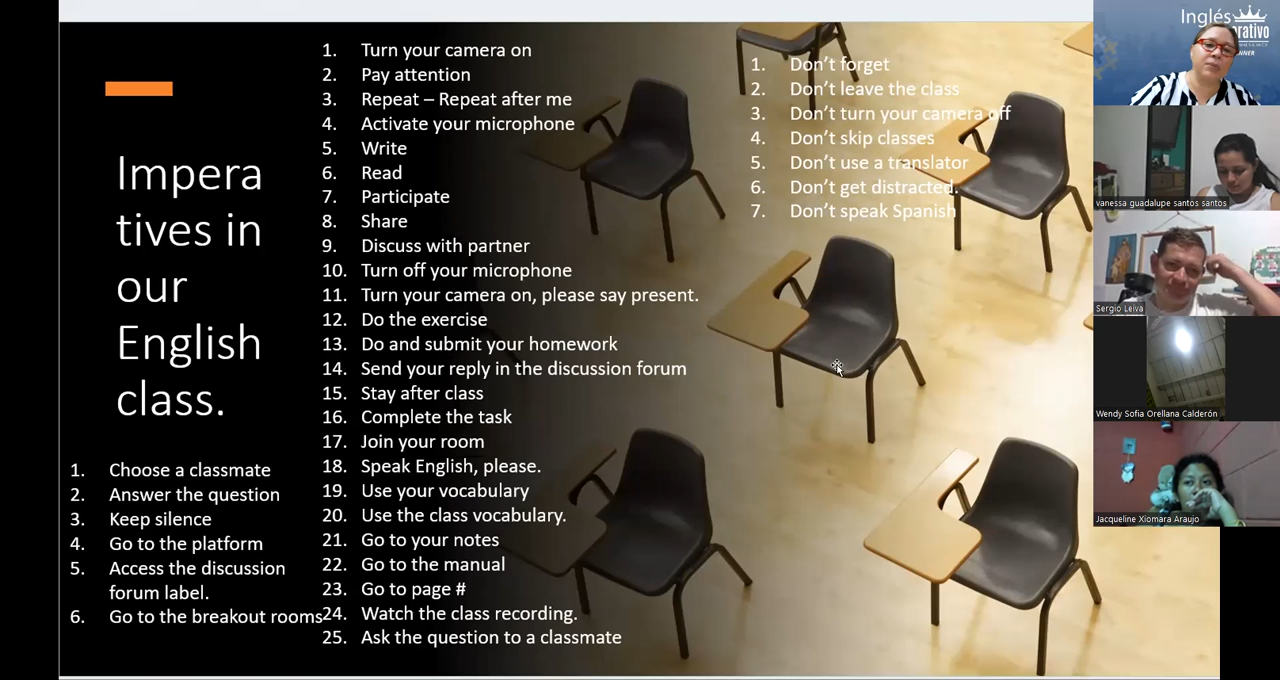 Impera
tives in
our
English
class.
1. Choose a classmate
2. Answer the question
3. Keep silence
4. Go to the platform
5. Access the discussion
forum label.
6. Go to the breakout rooms
1. Turn your camera on
2. Pay attention
3. Repeat – Repeat after me
4. Activate your microphone
5. Write
6. Read
7. Participate
8. Share
9. Discuss with partner
10. Turn off your microphone
11. Turn your camera on, please say present.
12. Do the exercise
13. Do and submit your homework
14. Send your reply in the discussion forum
15. Stay after class
16. Complete the task
17. Join your room
18. Speak English, please.
19. Use your vocabulary
20. Use the class vocabulary.
21. Go to your notes
22. Go to the manual
23. Go to page #
24. Watch the class recording.
25. Ask the question to a classmate
1. Don’t forget
2. Don’t leave the class
3. Don’t turn your camera off
4. Don’t skip classes
5. Don’t use a translator
6. Don’t get distracted.
7. Don’t speak Spanish
Inglés
vanessa guadalupe santos santos
Sergio Leiva
Wendy Sofia Orellana Calderón
Jacqueline Xiomara Araujo